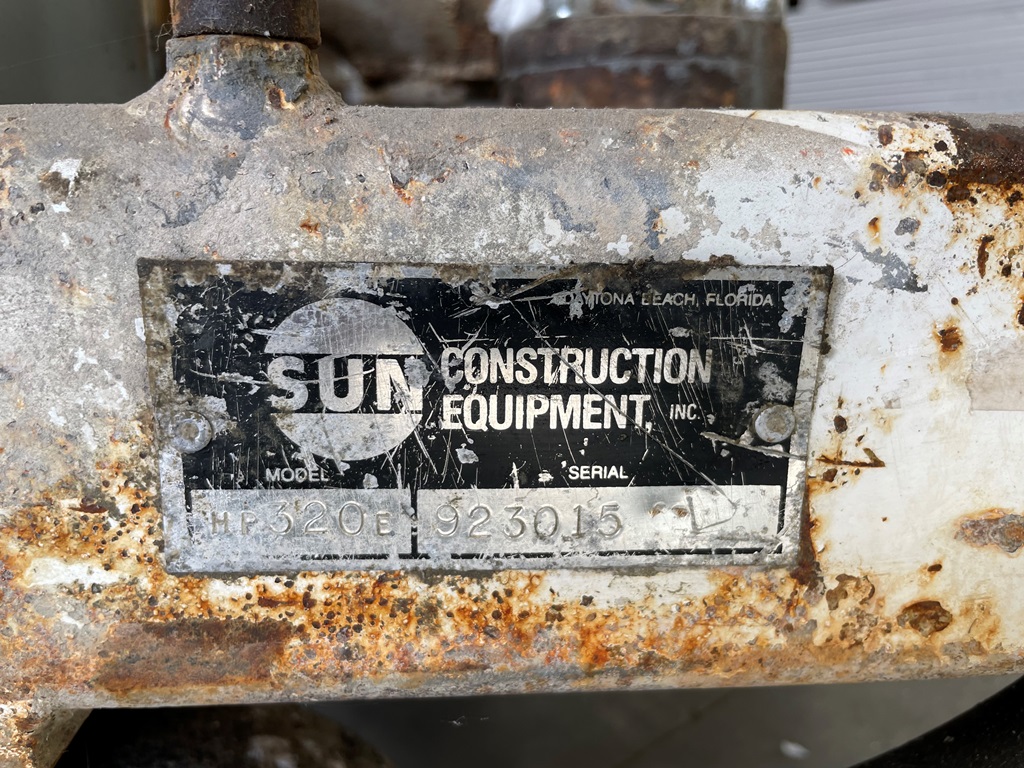 DAYTONA BEACH, FLORIDA
SUN CONSTRUCTION
EQUIPMENT, INC.
MODEL SERIAL
HP320E 923015